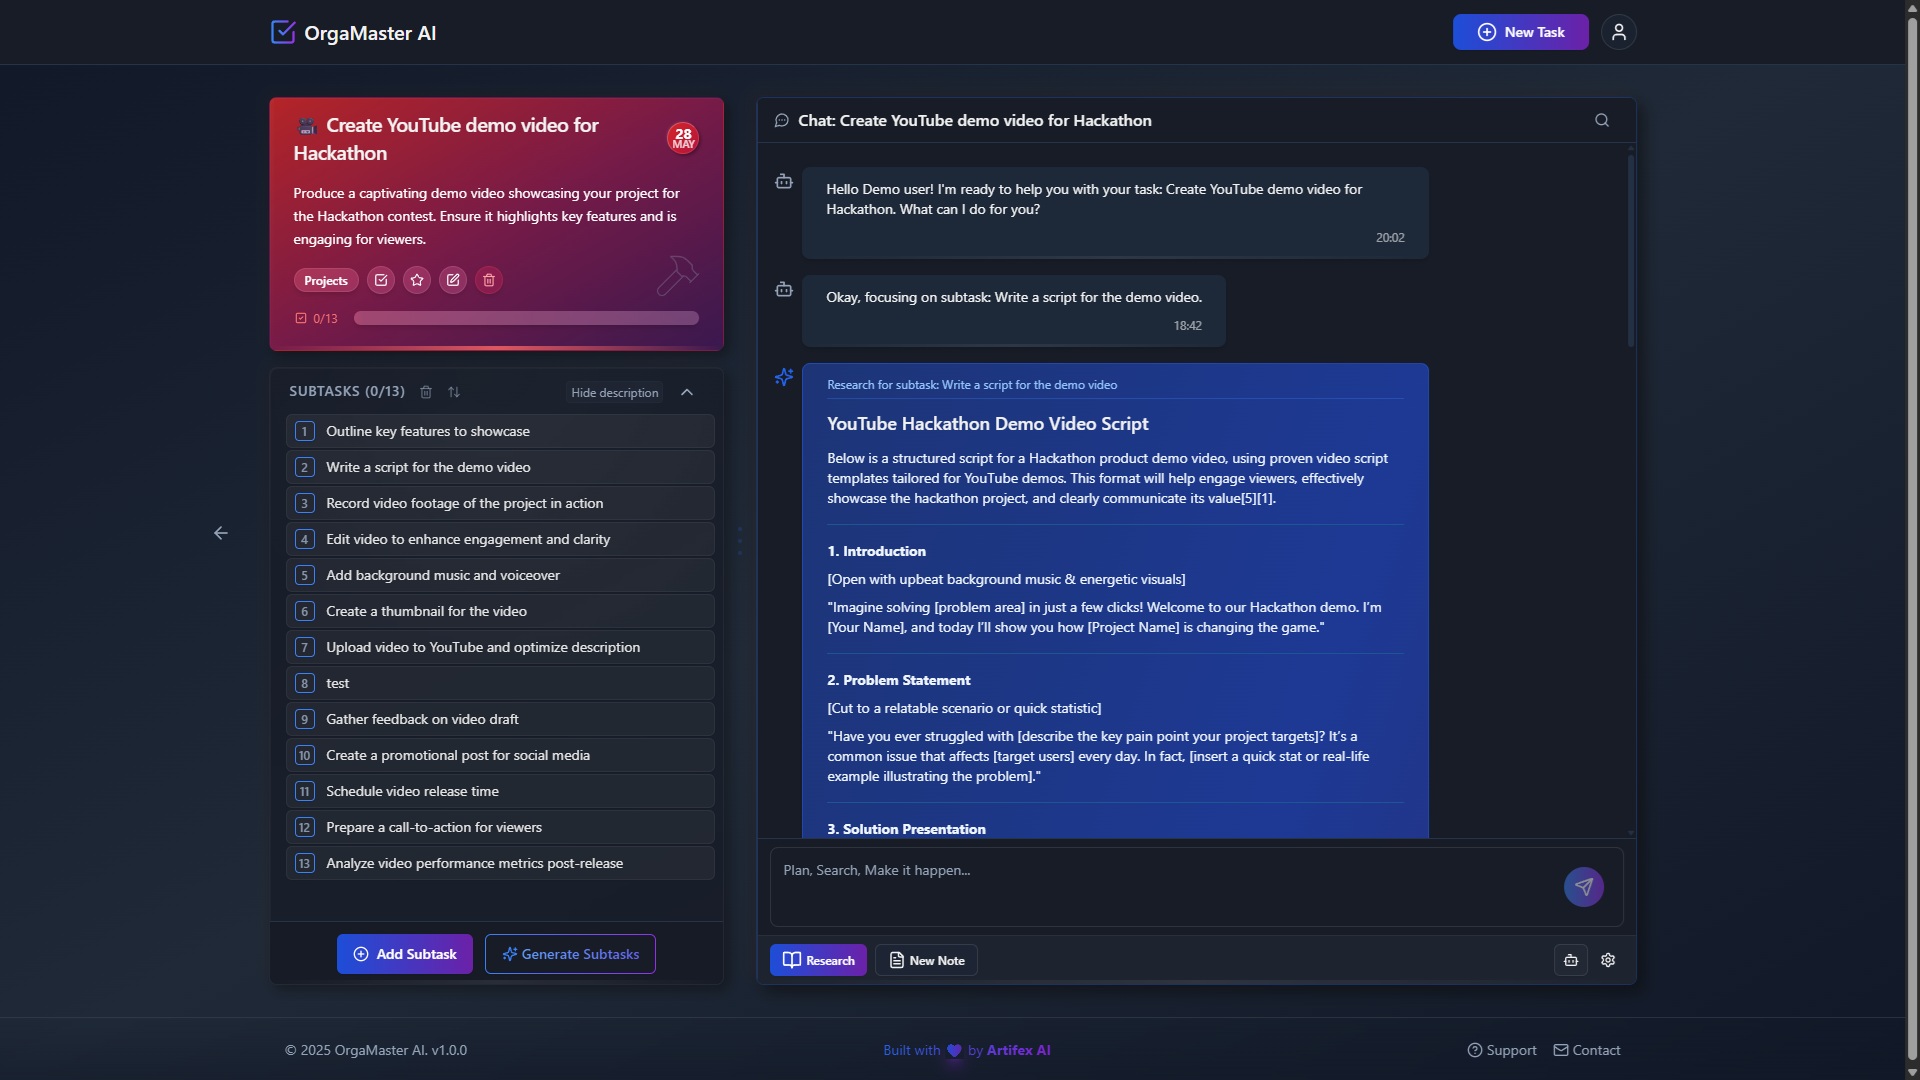 OrgaMaster AI
New Task
Create YouTube demo video for
Hackathon
28
MAY
Produce a captivating demo video showcasing your project for
the Hackathon contest. Ensure it highlights key features and is
engaging for viewers.
Projects
0/13
SUBTASKS (0/13)
Hide description
1 Outline key features to showcase
2 Write a script for the demo video
3 Record video footage of the project in action
4 Edit video to enhance engagement and clarity
5 Add background music and voiceover
6 Create a thumbnail for the video
7 Upload video to YouTube and optimize description
8 test
9 Gather feedback on video draft
10 Create a promotional post for social media
11 Schedule video release time
12 Prepare a call-to-action for viewers
13 Analyze video performance metrics post-release
Add Subtask
Generate Subtasks
Chat: Create YouTube demo video for Hackathon
Hello Demo user! I'm ready to help you with your task: Create YouTube demo video for
Hackathon. What can I do for you?
20:02
Okay, focusing on subtask: Write a script for the demo video.
18:42
Research for subtask: Write a script for the demo video
YouTube Hackathon Demo Video Script
Below is a structured script for a Hackathon product demo video, using proven video script
templates tailored for YouTube demos. This format will help engage viewers, effectively
showcase the hackathon project, and clearly communicate its value[5][1].
1. Introduction
[Open with upbeat background music & energetic visuals]
"Imagine solving [problem area] in just a few clicks! Welcome to our Hackathon demo. I’m
[Your Name], and today I’ll show you how [Project Name] is changing the game."
2. Problem Statement
[Cut to a relatable scenario or quick statistic]
"Have you ever struggled with [describe the key pain point your project targets]? It’s a
common issue that affects [target users] every day. In fact, [insert a quick stat or real-life
example illustrating the problem]."
3. Solution Presentation
Plan, Search, Make it happen...
Research
New Note
© 2025 OrgaMaster AI. v1.0.0
Built with by Artifex AI
Support
Contact